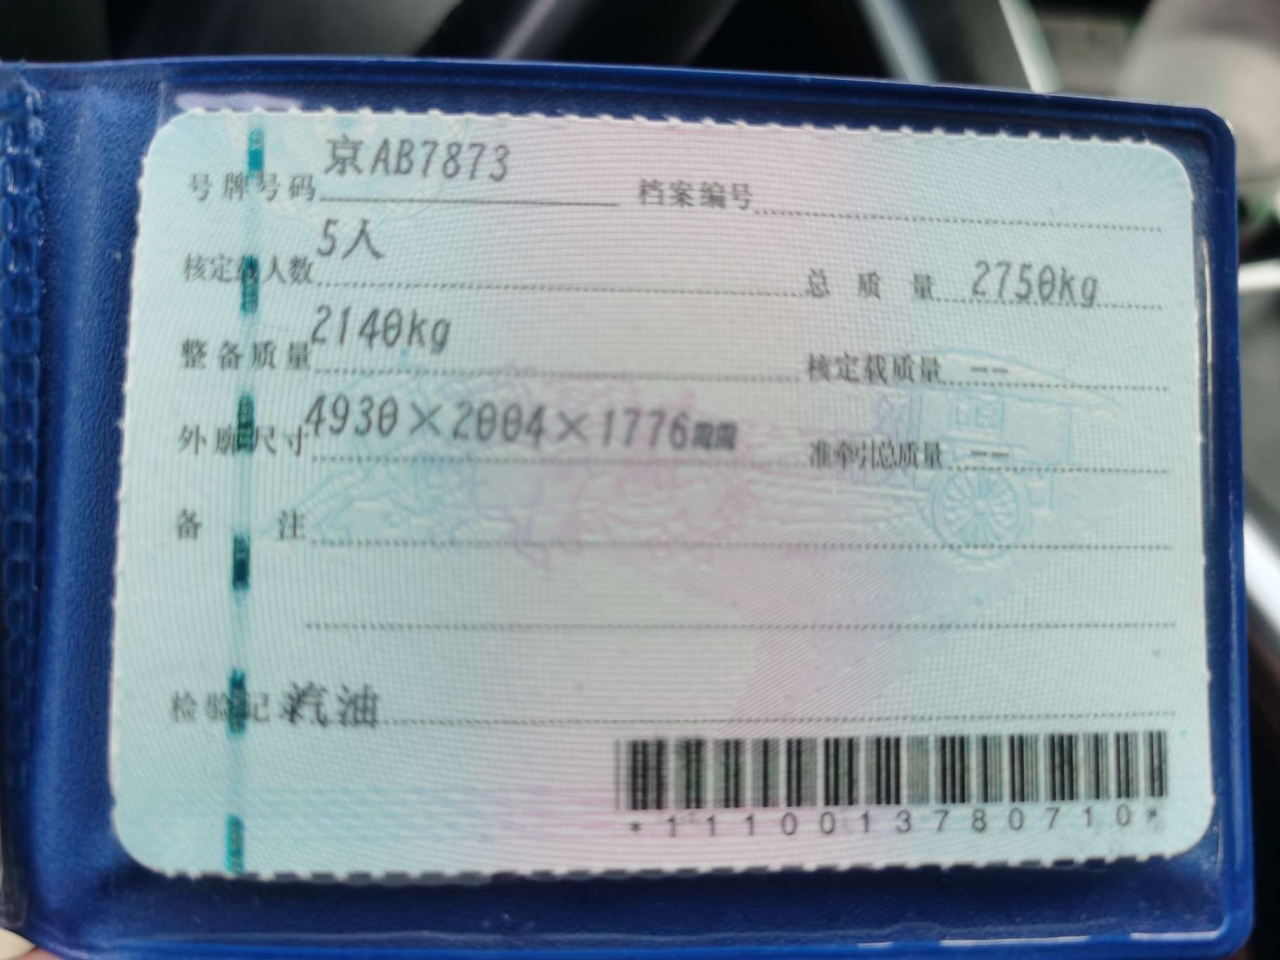 号牌号码 京AB7873 档案编号
核定载人数 5人 总质量 2750kg
整备质量 2140kg 核定载质量 --
外廓尺寸 4930×2004×1776mm 准牵引总质量 --
备注
检验记录 汽油
*1110013780710*